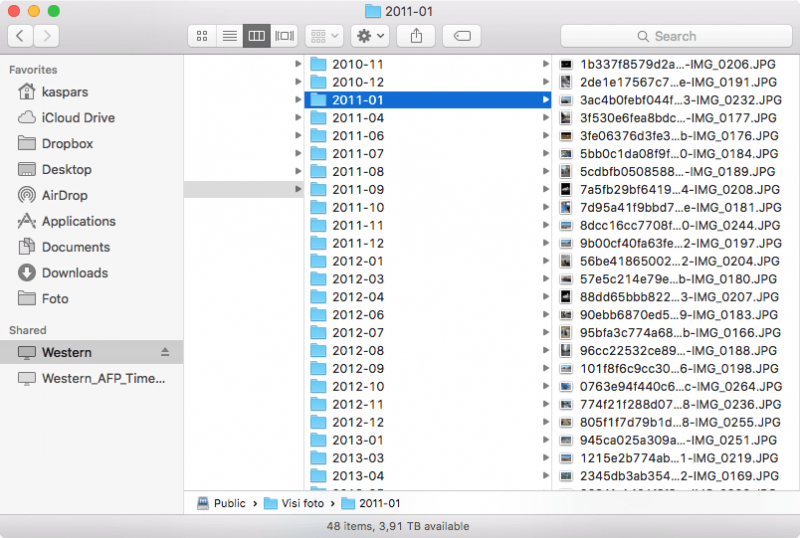 2011-01
Search
Favorites
kaspars
iCloud Drive
Dropbox
Desktop
AirDrop
Applications
Documents
Downloads
Foto
Shared
Western
Western_AFP_Time...
2010-11
2010-12
2011-01
2011-04
2011-06
2011-07
2011-08
2011-09
2011-10
2011-11
2011-12
2012-01
2012-03
2012-04
2012-06
2012-07
2012-08
2012-09
2012-10
2012-11
2012-12
2013-01
2013-03
2013-04
1b337f8579d2a...-IMG_0206.JPG
2de1e17567c7...e-IMG_0191.JPG
3ac4b0febf044f...3-IMG_0232.JPG
3f530e6fea8bdc...-IMG_0177.JPG
3fe06376d3fe3...b-IMG_0176.JPG
5bb0c1da08f9f...0-IMG_0184.JPG
5cdbfb0508588...-IMG_0189.JPG
7a5fb29bf6419...4-IMG_0208.JPG
7d95a41f9bbd7...e-IMG_0181.JPG
8dcc16cc7708f...0-IMG_0244.JPG
9b00cf40fa63fe...2-IMG_0197.JPG
56be41865002...2-IMG_0204.JPG
57e5c214e79e...b-IMG_0180.JPG
88dd65bbb822...3-IMG_0207.JPG
90ebb6870ed5...9-IMG_0183.JPG
95bfa3c774a68...b-IMG_0166.JPG
96cc22532ce89...-IMG_0188.JPG
101f8f6c9cc30...6-IMG_0198.JPG
0763e94f440c6...c-IMG_0264.JPG
774f21f288d07...8-IMG_0236.JPG
805f1f7d79b1d...8-IMG_0255.JPG
945ca025a309a...-IMG_0251.JPG
1215e2b774ab1...1-IMG_0219.JPG
2345db3ab354...2-IMG_0169.JPG
Public Visi foto 2011-01
48 items, 3,91 TB available